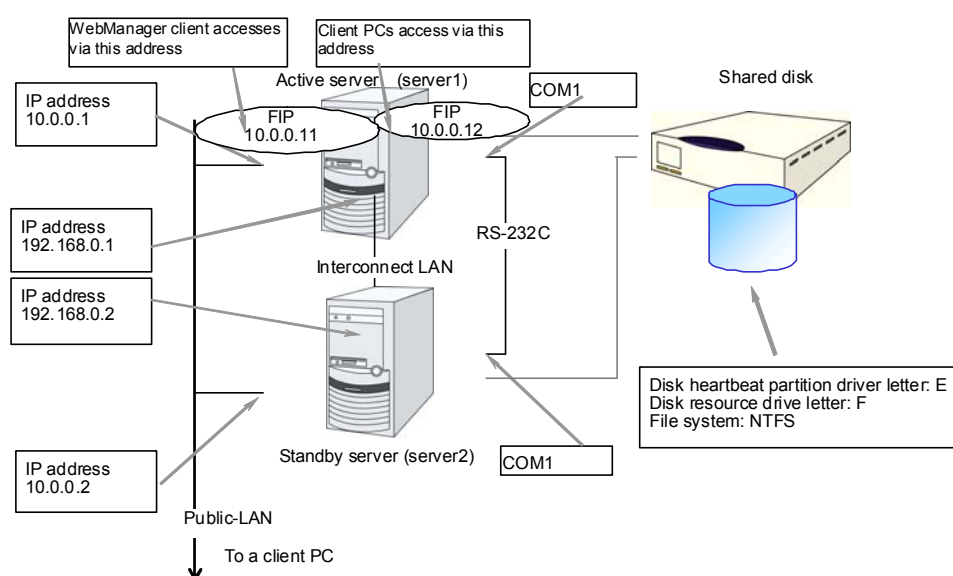 WebManager client accesses
via this address
Client PCs access via this
address
Active server (server1)
COM1
Shared disk
IP address
10.0.0.1
FIP
10.0.0.11
FIP
10.0.0.12
IP address
192.168.0.1
RS-232C
Interconnect LAN
IP address
192.168.0.2
Disk heartbeat partition driver letter: E
Disk resource drive letter: F
File system: NTFS
Standby server (server2)
COM1
IP address
10.0.0.2
Public-LAN
To a client PC